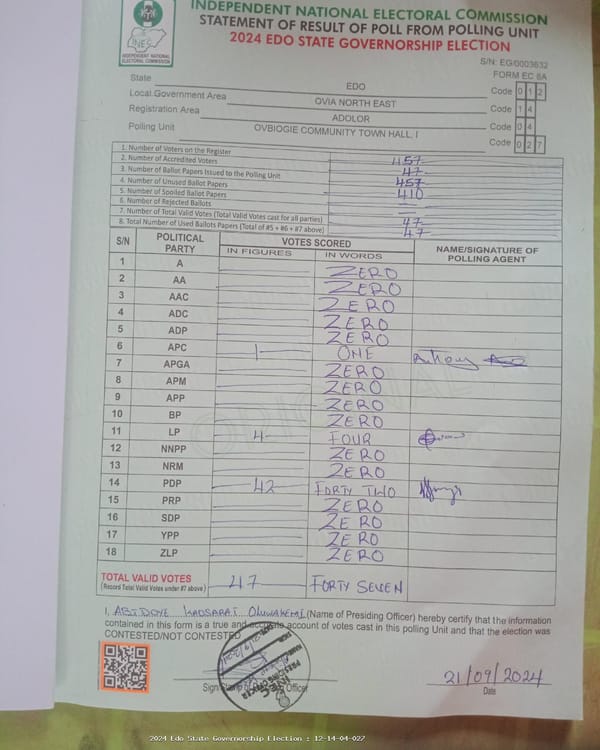 INDEPENDENT NATIONAL ELECTORAL COMMISSION
STATEMENT OF RESULT OF POLL FROM POLLING UNIT
2024 EDO STATE GOVERNORSHIP ELECTION
INEC
INDEPENDENT NATIONAL ELECTORAL COMMISSION
S/N: EG/0003632
FORM EC 8A
State EDO Code 0 1 2
Local Government Area OVIA NORTH EAST Code 1 4
Registration Area ADOLOR Code 0 4
Polling Unit OVBIOGIE COMMUNITY TOWN HALL, I Code 0 2 7
1. Number of Voters on the Register 457
2. Number of Accredited Voters 47
3. Number of Ballot Papers Issued to the Polling Unit 457
4. Number of Unused Ballot Papers 410
5. Number of Spoiled Ballot Papers —
6. Number of Rejected Ballots —
7. Number of Total Valid Votes (Total Valid Votes cast for all parties) 47
8. Total Number of Used Ballots Papers (Total of #5 + #6 + #7 above) 47
S/N POLITICAL PARTY VOTES SCORED NAME/SIGNATURE OF POLLING AGENT
IN FIGURES IN WORDS
1 A ZERO
2 AA ZERO
3 AAC ZERO
4 ADC ZERO
5 ADP ZERO
6 APC 1 ONE Anthony
7 APGA ZERO
8 APM ZERO
9 APP ZERO
10 BP ZERO
11 LP 4 FOUR
12 NNPP ZERO
13 NRM ZERO
14 PDP 42 FORTY TWO
15 PRP ZERO
16 SDP ZERO
17 YPP ZERO
18 ZLP ZERO
TOTAL VALID VOTES 47 FORTY SEVEN
(Record Total Valid Votes under #7 above)
I, ABIDOYE KAOSARAT OLUWAKEMI (Name of Presiding Officer) hereby certify that the information
contained in this form is a true and accurate account of votes cast in this polling Unit and that the election was
CONTESTED/NOT CONTESTED
21/09/2024
Date
2024 Edo State Governorship Election : 12-14-04-027